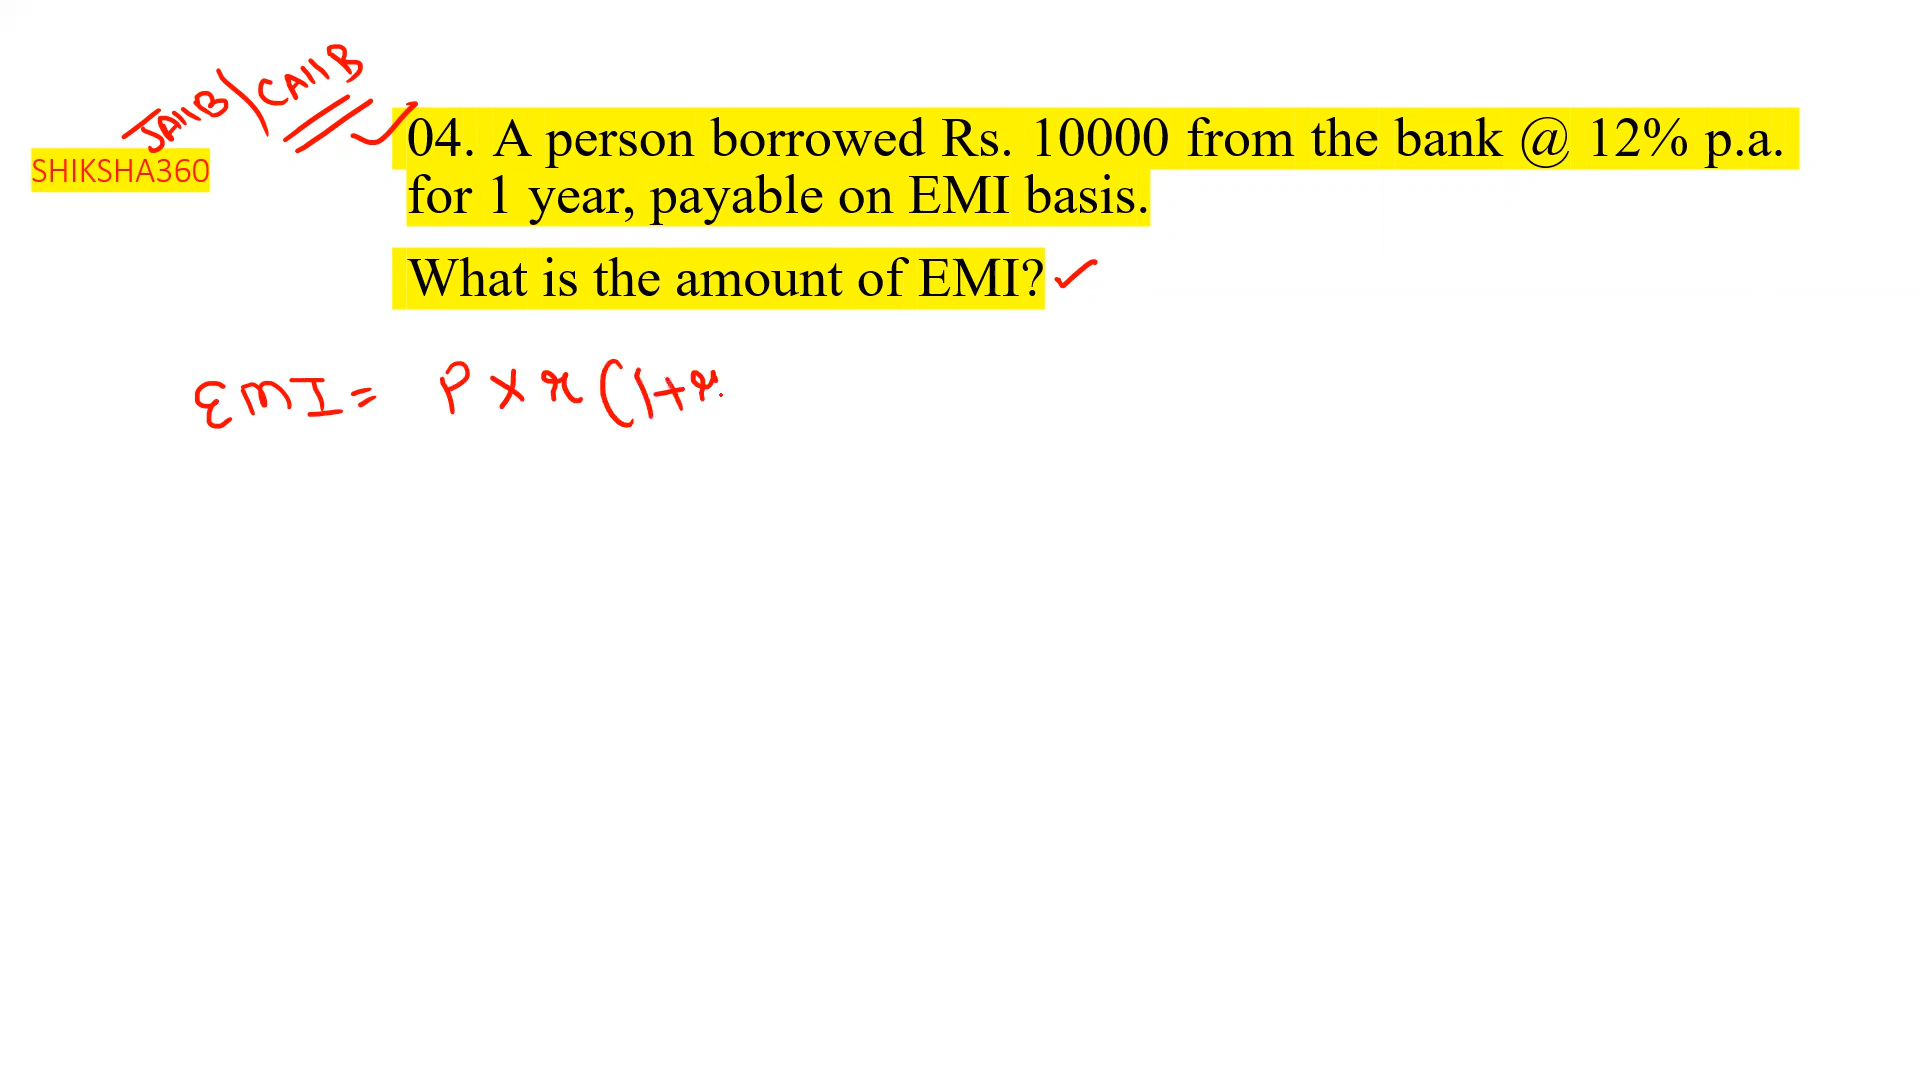 JAIIB/CAIIB
SHIKSHA360
04. A person borrowed Rs. 10000 from the bank @ 12% p.a.
for 1 year, payable on EMI basis.
What is the amount of EMI?
EMI = P x r (1+r